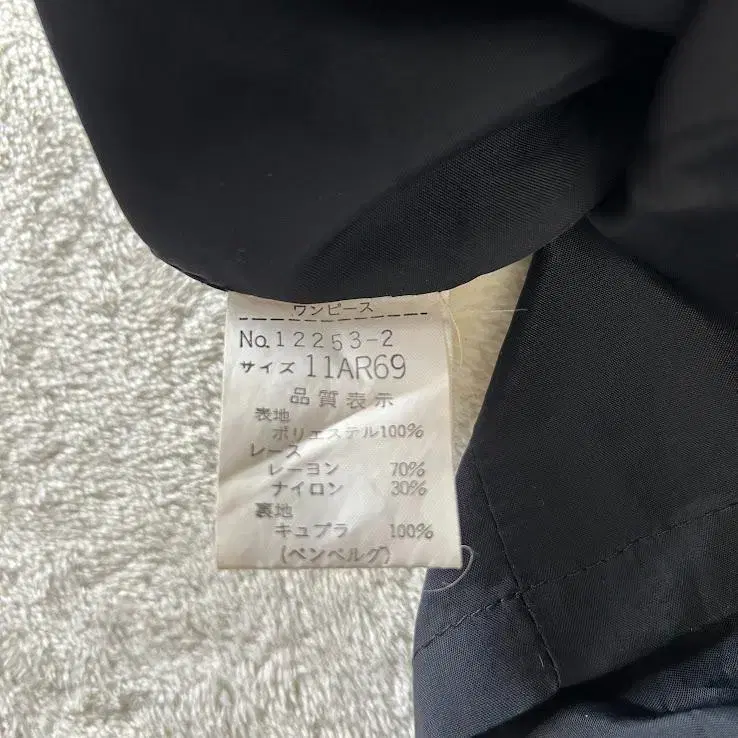 ワンピース
No.12253-2
サイズ 11AR69
品質表示
表地
ポリエステル100%
レース
レーヨン 70%
ナイロン 30%
裏地
キュプラ 100%
(ベンベルグ)